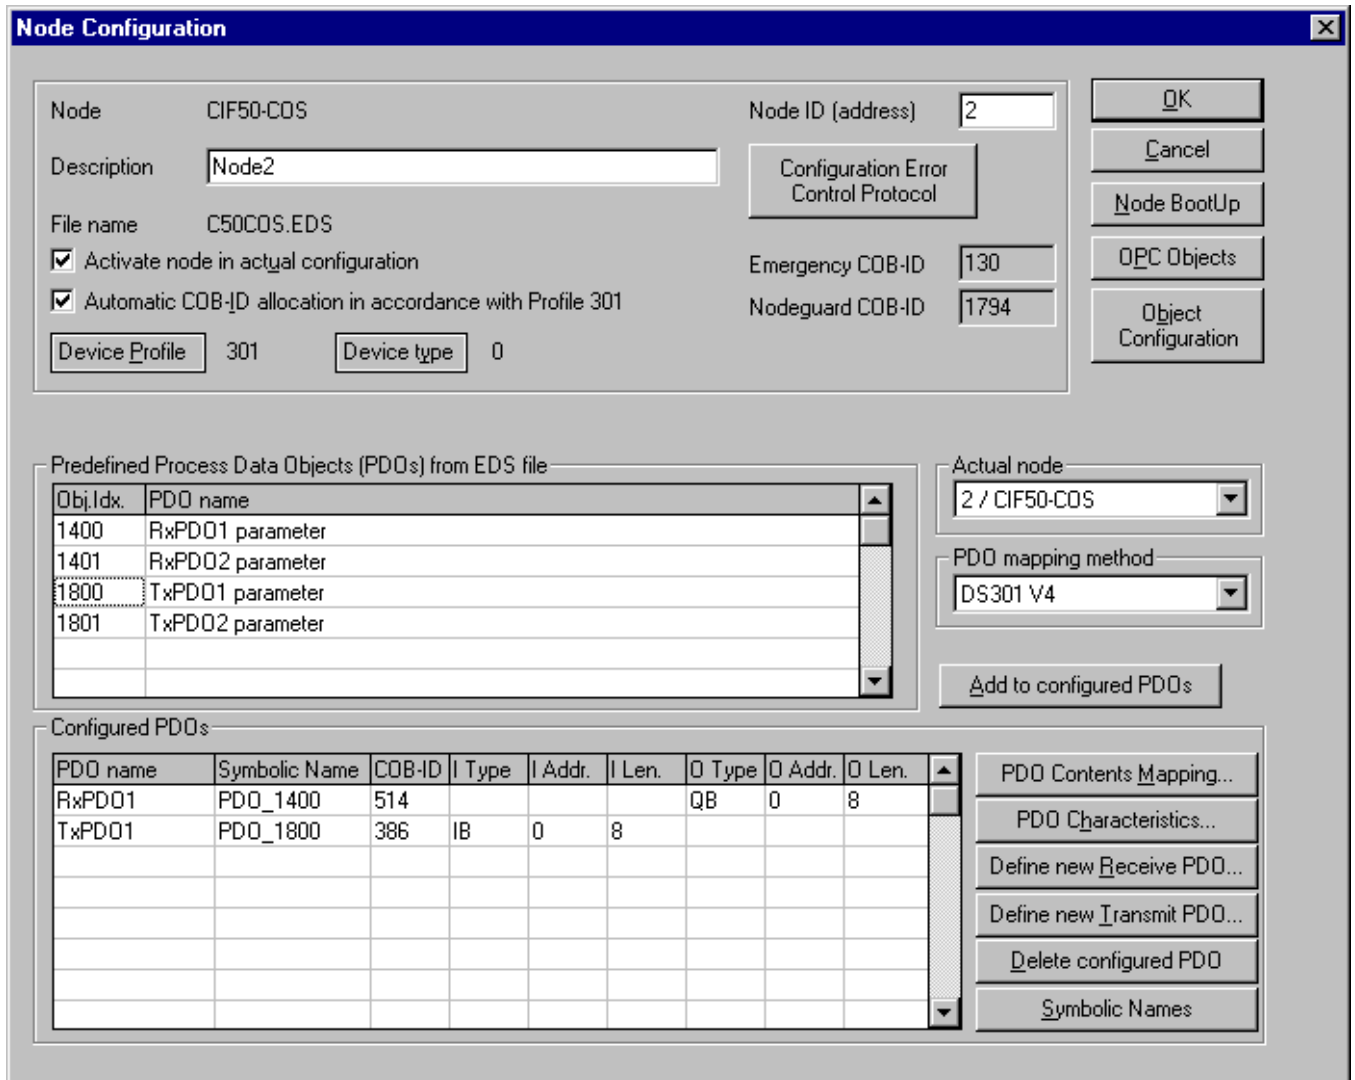 Node Configuration
Node CIF50-COS Node ID (address) 2 OK
Cancel
Description Node2 Configuration Error
Control Protocol
Node BootUp
File name C50COS.EDS
Activate node in actual configuration Emergency COB-ID 130 OPC Objects
Automatic COB-ID allocation in accordance with Profile 301 Nodeguard COB-ID 1794 Object
Configuration
Device Profile 301 Device type 0
Predefined Process Data Objects (PDOs) from EDS file Actual node
Obj.Idx. PDO name 2 / CIF50-COS
1400 RxPDO1 parameter
1401 RxPDO2 parameter PDO mapping method
1800 TxPDO1 parameter DS301 V4
1801 TxPDO2 parameter
Add to configured PDOs
Configured PDOs
PDO name Symbolic Name COB-ID I Type I Addr. I Len. O Type O Addr. O Len. PDO Contents Mapping...
RxPDO1 PDO_1400 514 QB 0 8
TxPDO1 PDO_1800 386 IB 0 8 PDO Characteristics...
Define new Receive PDO...
Define new Transmit PDO...
Delete configured PDO
Symbolic Names